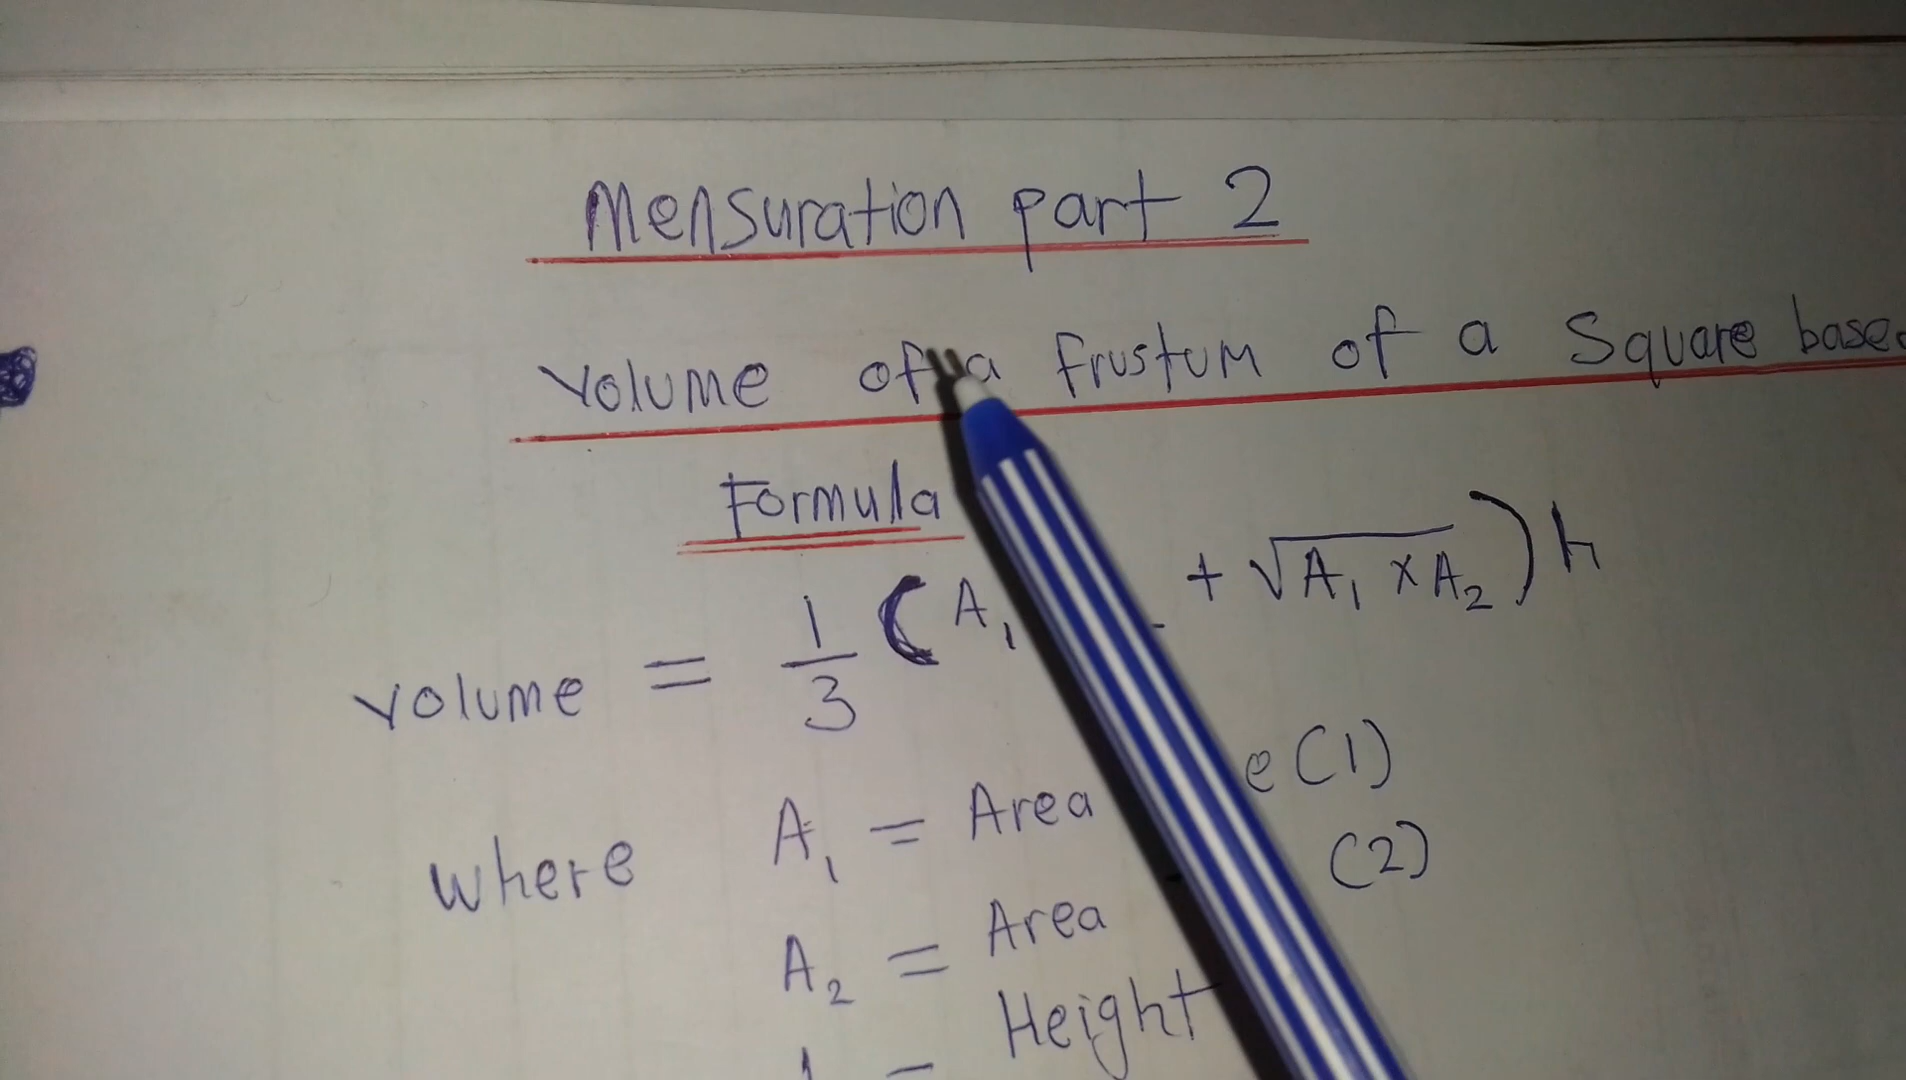 Mensuration part 2
Volume of a frustum of a Square based
Formula
Volume = 1/3 (A₁ + √A₁ × A₂) h
where A₁ = Area e (1)
A₂ = Area (2)
Height